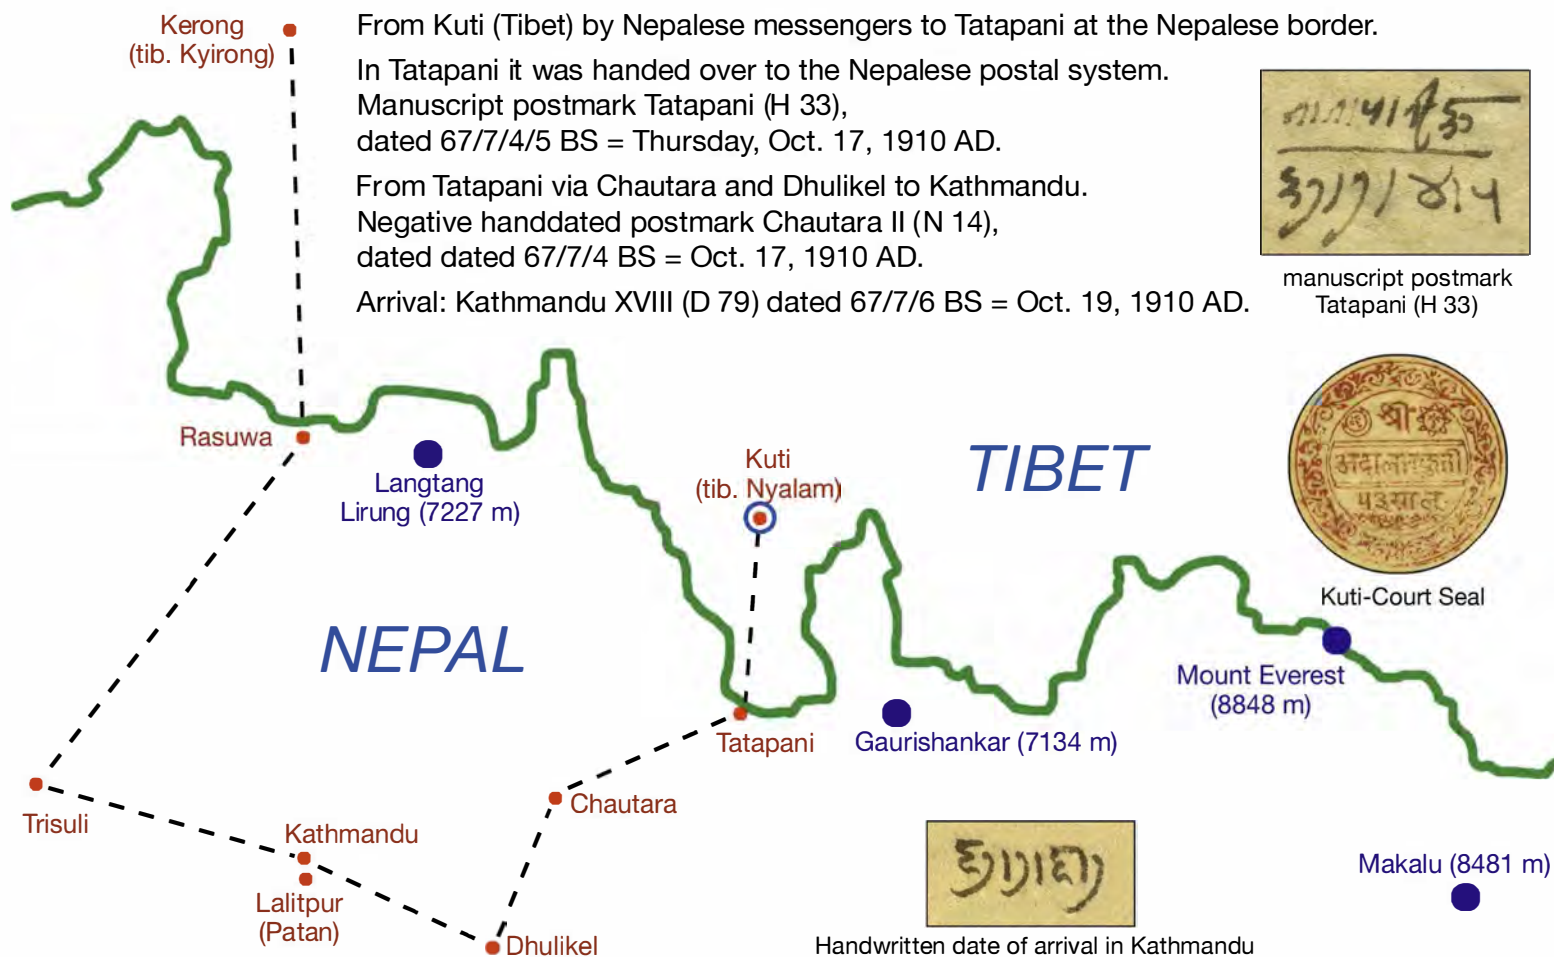 Kerong
(tib. Kyirong)
From Kuti (Tibet) by Nepalese messengers to Tatapani at the Nepalese border.
In Tatapani it was handed over to the Nepalese postal system.
Manuscript postmark Tatapani (H 33),
dated 67/7/4/5 BS = Thursday, Oct. 17, 1910 AD.
From Tatapani via Chautara and Dhulikel to Kathmandu.
Negative handdated postmark Chautara II (N 14),
dated dated 67/7/4 BS = Oct. 17, 1910 AD.
Arrival: Kathmandu XVIII (D 79) dated 67/7/6 BS = Oct. 19, 1910 AD.
manuscript postmark
Tatapani (H 33)
श्री
Kuti-Court Seal
Rasuwa
Langtang
Lirung (7227 m)
Kuti
(tib. Nyalam)
TIBET
NEPAL
Mount Everest
(8848 m)
Tatapani
Gaurishankar (7134 m)
Chautara
Trisuli
Kathmandu
Lalitpur
(Patan)
Dhulikel
Makalu (8481 m)
Handwritten date of arrival in Kathmandu